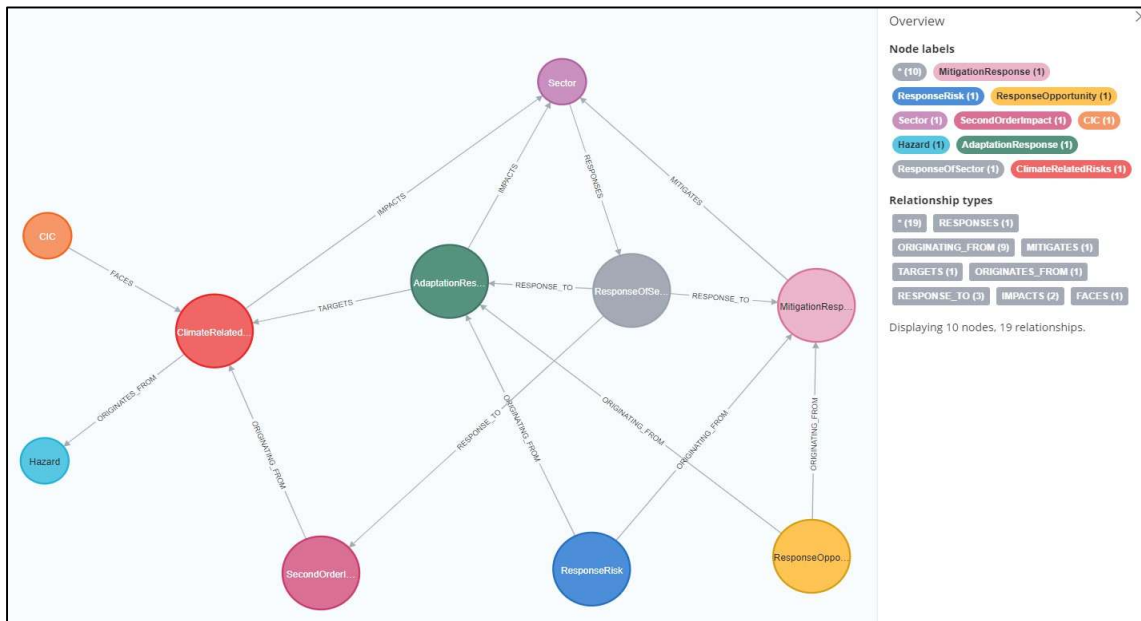 Sector
IMPACTS
IMPACTS
RESPONSES
MITIGATES
CIC
FACES
AdaptationRes...
RESPONSE_TO
ResponseOfSe...
RESPONSE_TO
MitigationResp...
TARGETS
ClimateRelated...
ORIGINATES_FROM
Hazard
ORIGINATING_FROM
RESPONSE_TO
ORIGINATING_FROM
ORIGINATING_FROM
ORIGINATING_FROM
ORIGINATING_FROM
SecondOrderI...
ResponseRisk
ResponseOppo...
Overview
Node labels
* (10) MitigationResponse (1)
ResponseRisk (1) ResponseOpportunity (1)
Sector (1) SecondOrderImpact (1) CIC (1)
Hazard (1) AdaptationResponse (1)
ResponseOfSector (1) ClimateRelatedRisks (1)
Relationship types
* (19) RESPONSES (1)
ORIGINATING_FROM (9) MITIGATES (1)
TARGETS (1) ORIGINATES_FROM (1)
RESPONSE_TO (3) IMPACTS (2) FACES (1)
Displaying 10 nodes, 19 relationships.